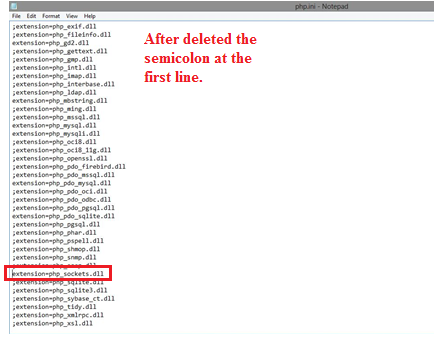 php.ini - Notepad
File Edit Format View Help
;extension=php_exif.dll
;extension=php_fileinfo.dll
extension=php_gd2.dll
;extension=php_gettext.dll
;extension=php_gmp.dll
;extension=php_intl.dll
;extension=php_imap.dll
;extension=php_interbase.dll
;extension=php_ldap.dll
extension=php_mbstring.dll
;extension=php_ming.dll
;extension=php_mssql.dll
extension=php_mysql.dll
extension=php_mysqli.dll
;extension=php_oci8.dll
;extension=php_oci8_11g.dll
;extension=php_openssl.dll
;extension=php_pdo_firebird.dll
;extension=php_pdo_mssql.dll
extension=php_pdo_mysql.dll
;extension=php_pdo_oci.dll
;extension=php_pdo_odbc.dll
;extension=php_pdo_pgsql.dll
extension=php_pdo_sqlite.dll
;extension=php_pgsql.dll
;extension=php_phar.dll
;extension=php_pspell.dll
;extension=php_shmop.dll
;extension=php_snmp.dll
extension=php_sockets.dll
;extension=php_sqlite.dll
;extension=php_sqlite3.dll
;extension=php_sybase_ct.dll
;extension=php_tidy.dll
;extension=php_xmlrpc.dll
;extension=php_xsl.dll
After deleted the
semicolon at the
first line.